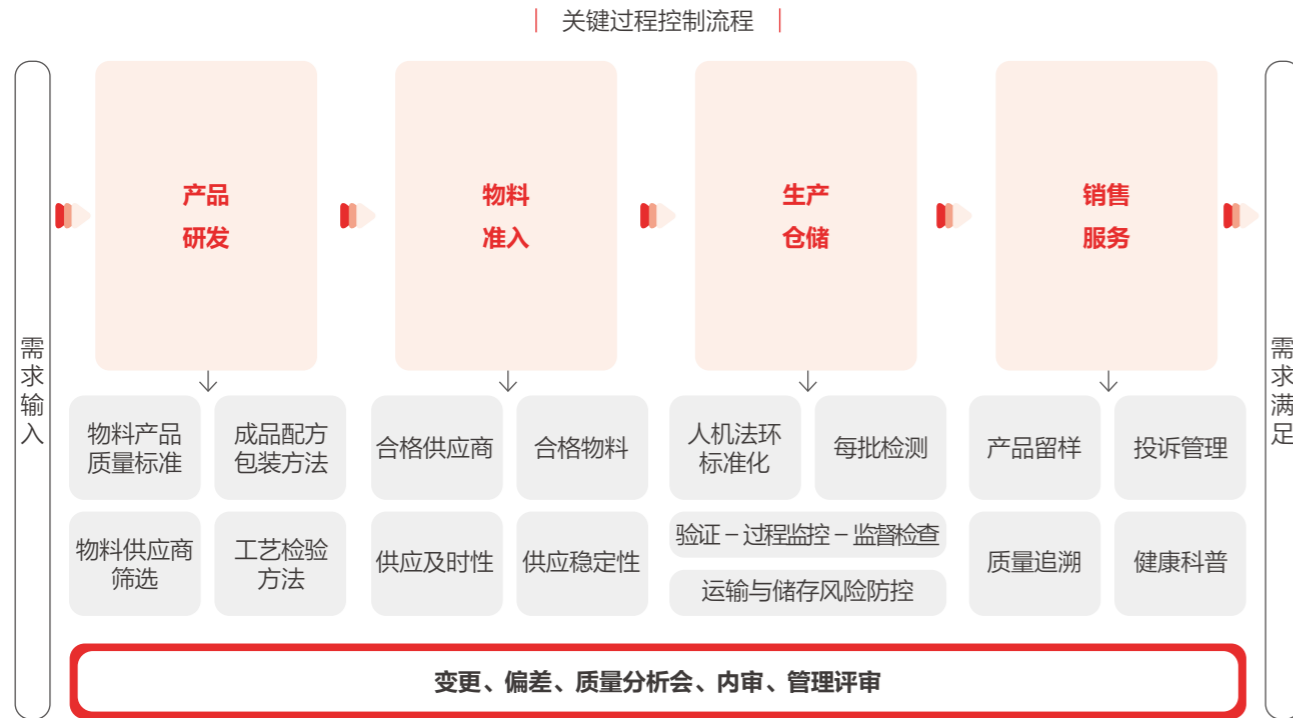 关键过程控制流程
需求输入
产品
研发
物料
准入
生产
仓储
销售
服务
需求满足
物料产品
质量标准
成品配方
包装方法
物料供应商
筛选
工艺检验
方法
合格供应商
合格物料
供应及时性
供应稳定性
人机法环
标准化
每批检测
验证－过程监控－监督检查
运输与储存风险防控
产品留样
投诉管理
质量追溯
健康科普
变更、偏差、质量分析会、内审、管理评审